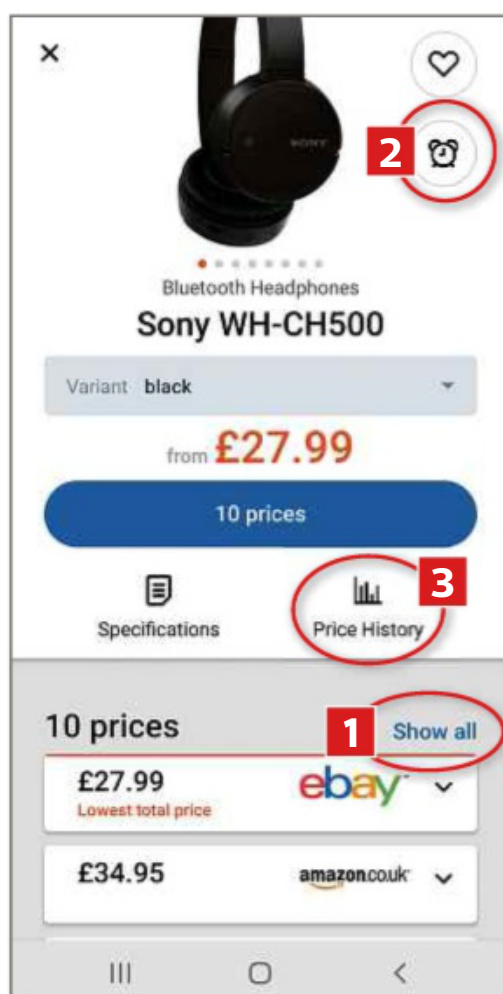 2
SONY
Bluetooth Headphones
Sony WH-CH500
Variant black
from £27.99
10 prices
3
Specifications
Price History
10 prices
1
Show all
£27.99
ebay
Lowest total price
£34.95
amazon.co.uk